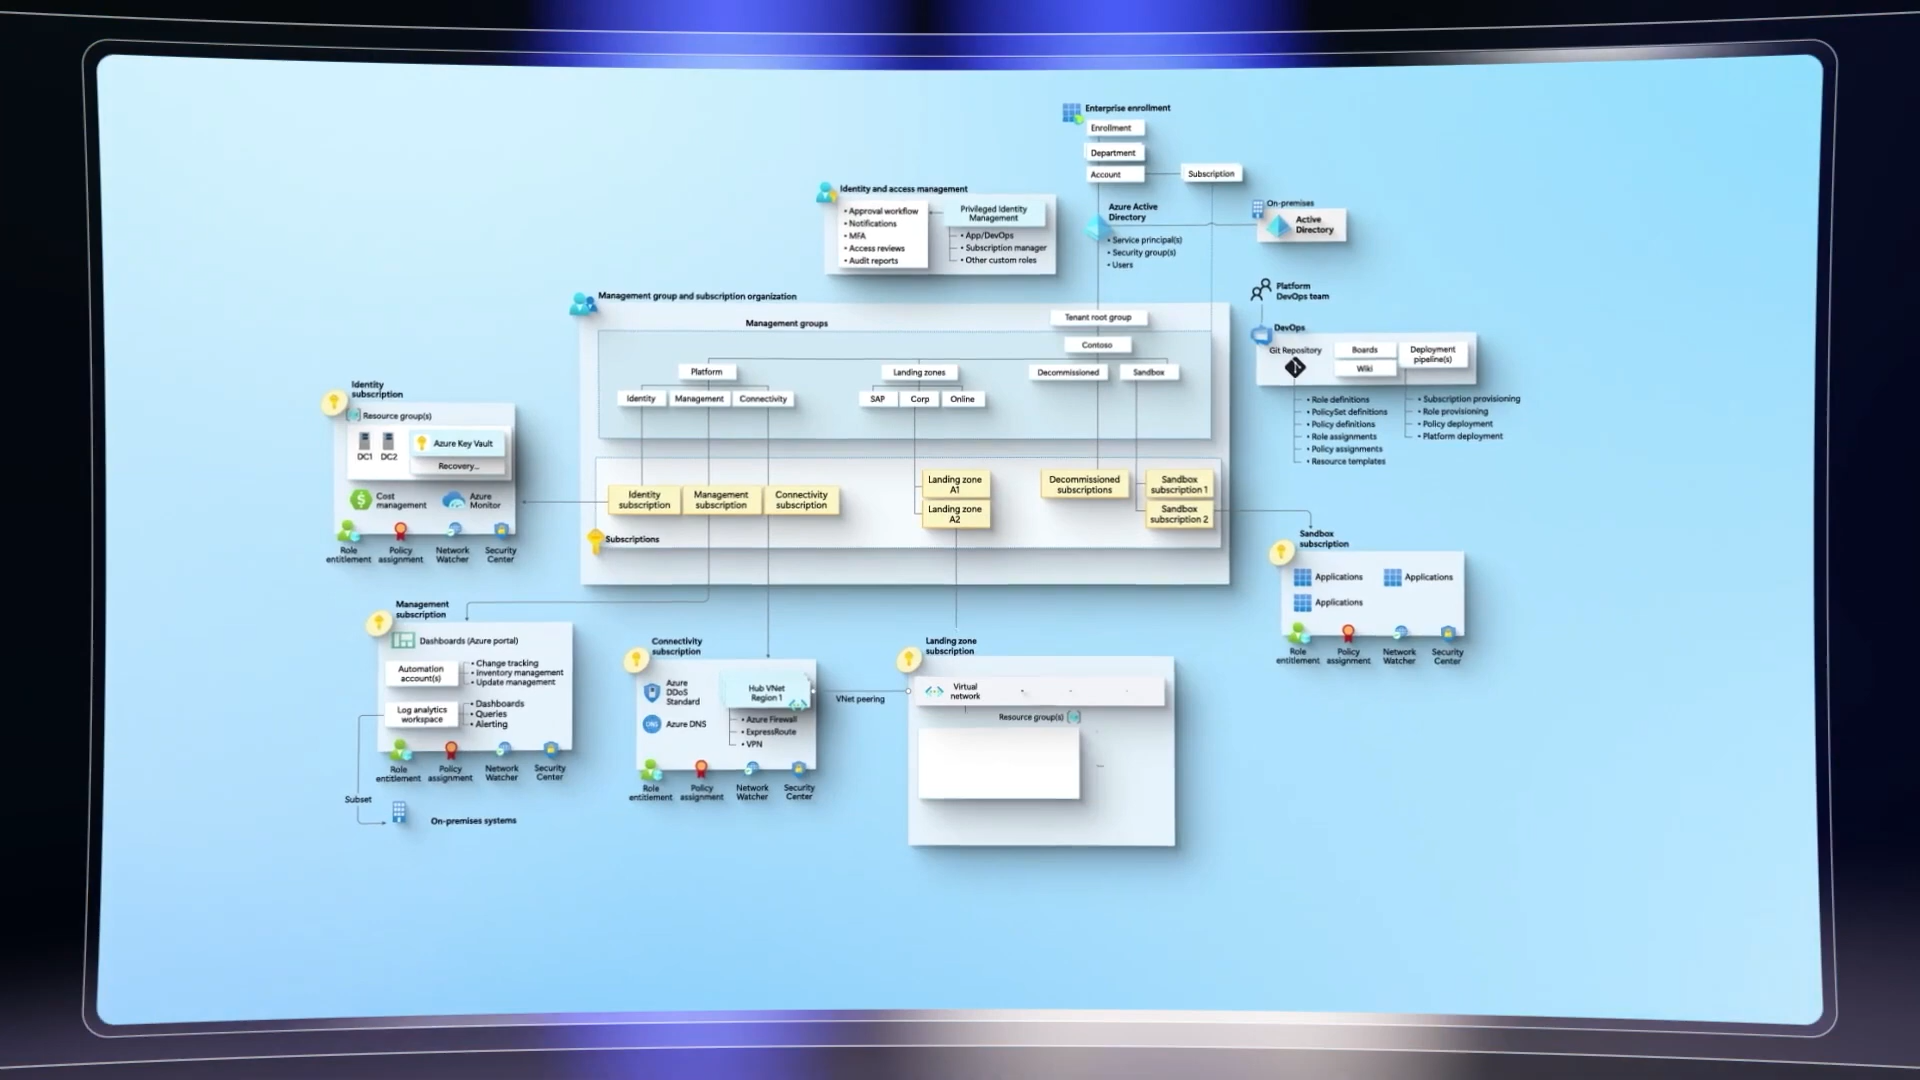 Enterprise enrollment
Enrollment
Department
Account
Subscription
Identity and access management
• Approval workflow
• Notifications
• MFA
• Access reviews
• Audit reports
Privileged Identity
Management
• App/DevOps
• Subscription manager
• Other custom roles
Azure Active
Directory
• Service principal(s)
• Security group(s)
• Users
On-premises
Active
Directory
Platform
DevOps team
DevOps
Git Repository
Boards
Wiki
Deployment
pipeline(s)
• Role definitions
• PolicySet definitions
• Policy definitions
• Role assignments
• Policy assignments
• Resource templates
• Subscription provisioning
• Role provisioning
• Policy deployment
• Platform deployment
Management group and subscription organization
Management groups
Tenant root group
Contoso
Platform
Landing zones
Decommissioned
Sandbox
Identity
Management
Connectivity
SAP
Corp
Online
Identity
subscription
Management
subscription
Connectivity
subscription
Landing zone
A1
Landing zone
A2
Decommissioned
subscriptions
Sandbox
subscription 1
Sandbox
subscription 2
Subscriptions
Identity
subscription
Resource group(s)
DC1
DC2
Azure Key Vault
Recovery...
Cost
management
Azure
Monitor
Role
entitlement
Policy
assignment
Network
Watcher
Security
Center
Management
subscription
Dashboards (Azure portal)
Automation
account(s)
• Change tracking
• Inventory management
• Update management
Log analytics
workspace
• Dashboards
• Queries
• Alerting
Role
entitlement
Policy
assignment
Network
Watcher
Security
Center
Subset
On-premises systems
Connectivity
subscription
Azure
DDoS
Standard
DNS
Azure DNS
Hub VNet
Region 1
• Azure Firewall
• ExpressRoute
• VPN
Role
entitlement
Policy
assignment
Network
Watcher
Security
Center
VNet peering
Landing zone
subscription
Virtual
network
Resource group(s)
Sandbox
subscription
Applications
Applications
Applications
Role
entitlement
Policy
assignment
Network
Watcher
Security
Center